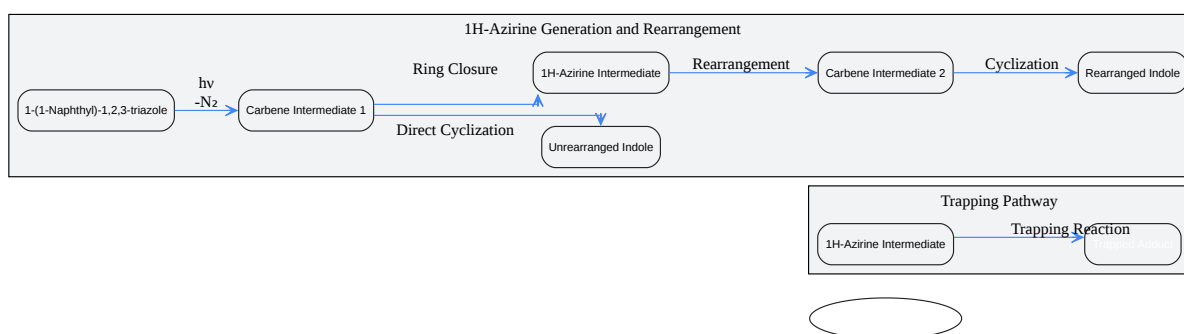 1H-Azirine Generation and Rearrangement
1-(1-Naphthyl)-1,2,3-triazole
hν
-N₂
Carbene Intermediate 1
Ring Closure
Direct Cyclization
1H-Azirine Intermediate
Unrearranged Indole
Rearrangement
Carbene Intermediate 2
Cyclization
Rearranged Indole
Trapping Pathway
1H-Azirine Intermediate
Trapping Reaction
Trapped Adduct